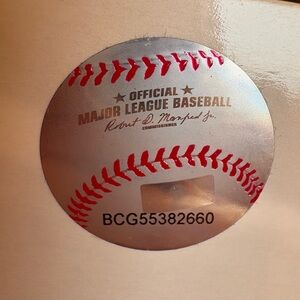 ★ OFFICIAL ★
MAJOR LEAGUE BASEBALL
Robert D. Manfred Jr.
BCG55382660